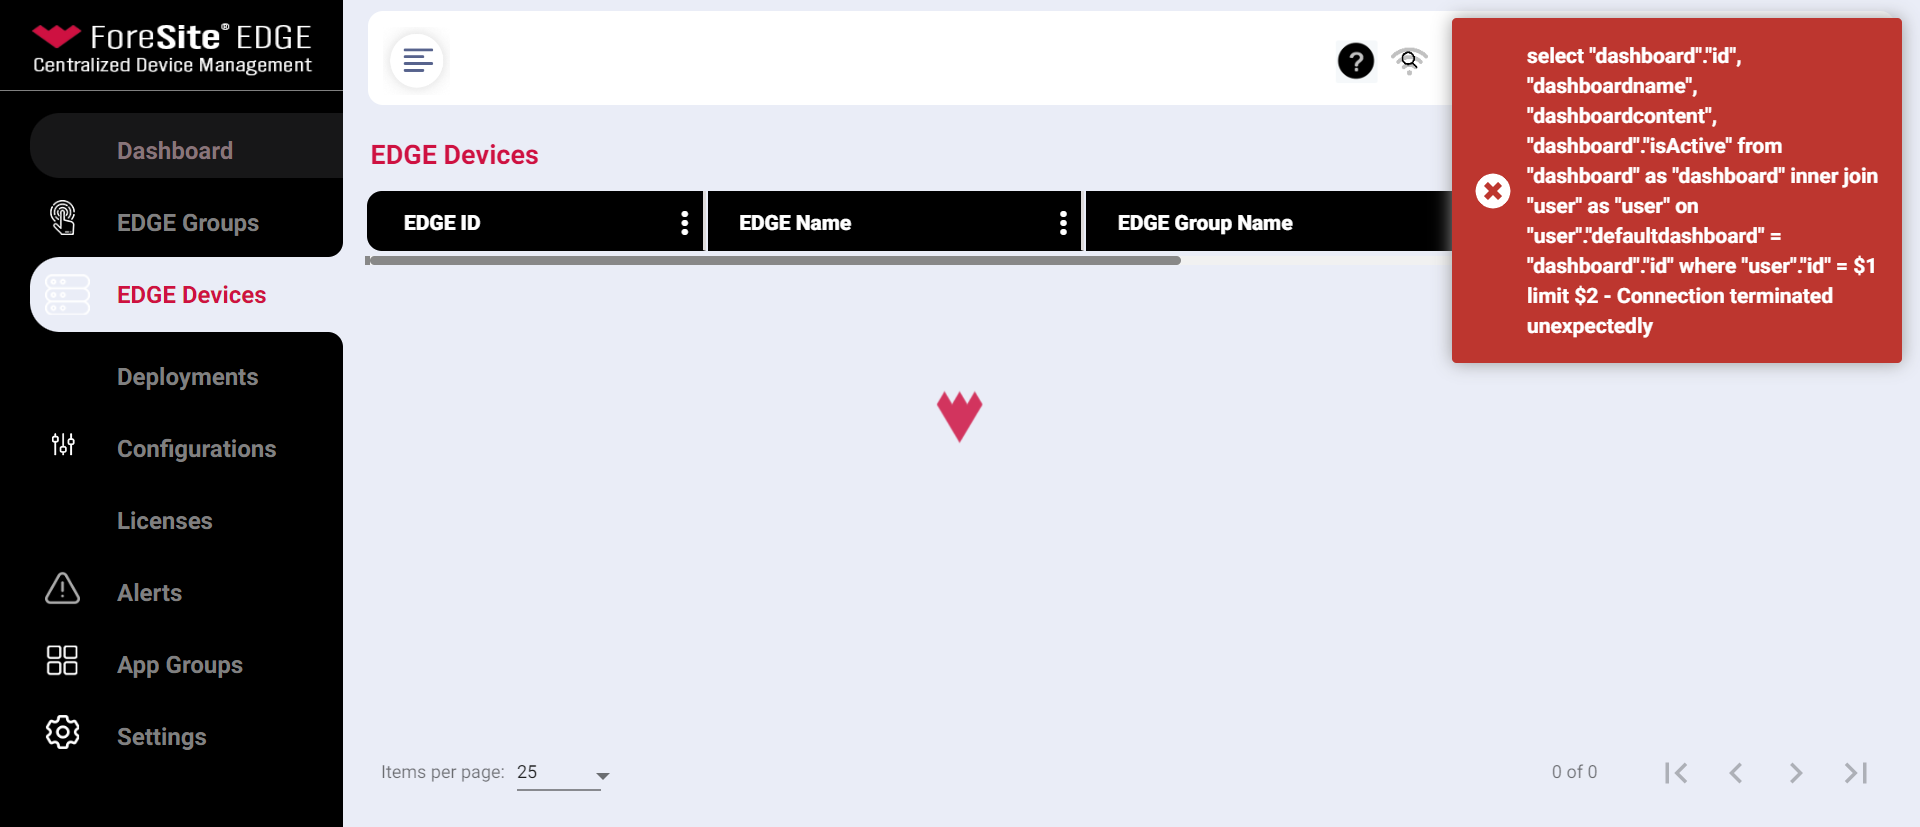 ForeSite® EDGE
Centralized Device Management
Dashboard
EDGE Groups
EDGE Devices
Deployments
Configurations
Licenses
Alerts
App Groups
Settings
?
EDGE Devices
EDGE ID
EDGE Name
EDGE Group Name
select "dashboard"."id",
"dashboardname",
"dashboardcontent",
"dashboard"."isActive" from
"dashboard" as "dashboard" inner join
"user" as "user" on
"user"."defaultdashboard" =
"dashboard"."id" where "user"."id" = $1
limit $2 - Connection terminated
unexpectedly
Items per page: 25
0 of 0